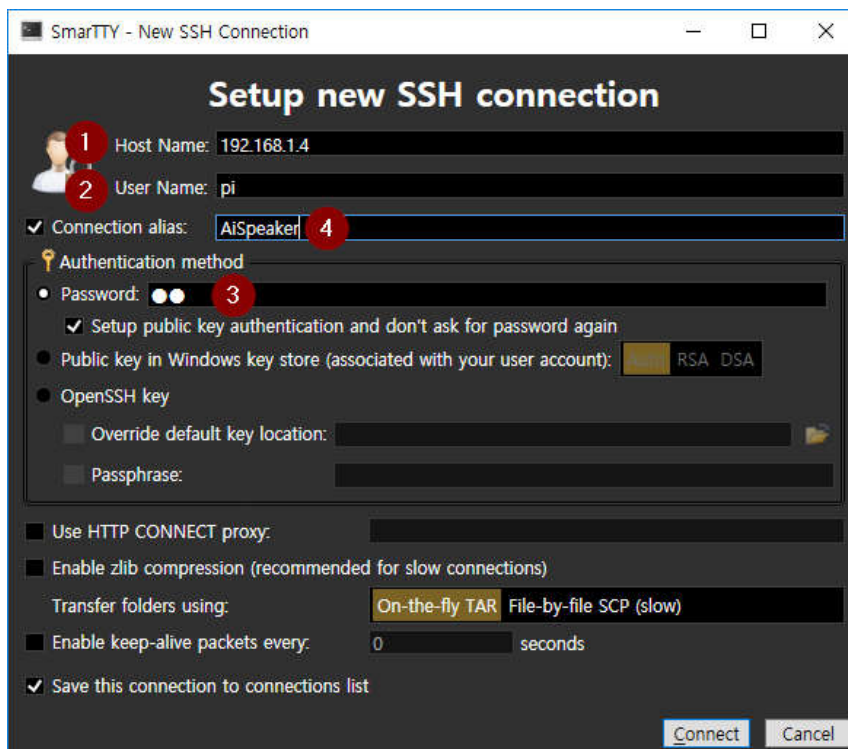 SmarTTY - New SSH Connection
Setup new SSH connection
1 Host Name: 192.168.1.4
2 User Name: pi
Connection alias: AiSpeaker 4
Authentication method
Password: ●● 3
Setup public key authentication and don't ask for password again
Public key in Windows key store (associated with your user account): Auto RSA DSA
OpenSSH key
Override default key location:
Passphrase:
Use HTTP CONNECT proxy:
Enable zlib compression (recommended for slow connections)
Transfer folders using: On-the-fly TAR File-by-file SCP (slow)
Enable keep-alive packets every: 0 seconds
Save this connection to connections list
Connect Cancel